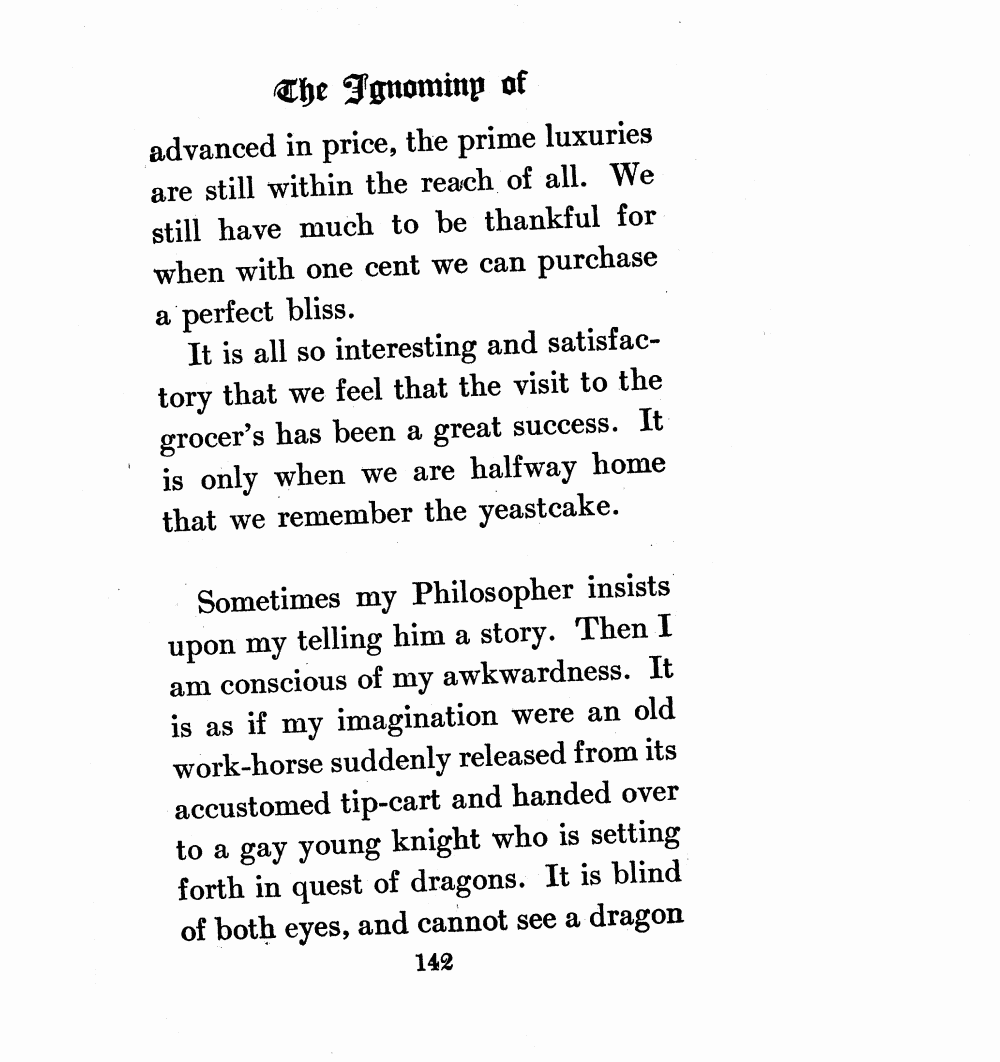 The Ignominy of
advanced in price, the prime luxuries
are still within the reach of all. We
still have much to be thankful for
when with one cent we can purchase
a perfect bliss.
It is all so interesting and satisfac-
tory that we feel that the visit to the
grocer's has been a great success. It
is only when we are halfway home
that we remember the yeastcake.
Sometimes my Philosopher insists
upon my telling him a story. Then I
am conscious of my awkwardness. It
is as if my imagination were an old
work-horse suddenly released from its
accustomed tip-cart and handed over
to a gay young knight who is setting
forth in quest of dragons. It is blind
of both eyes, and cannot see a dragon
142